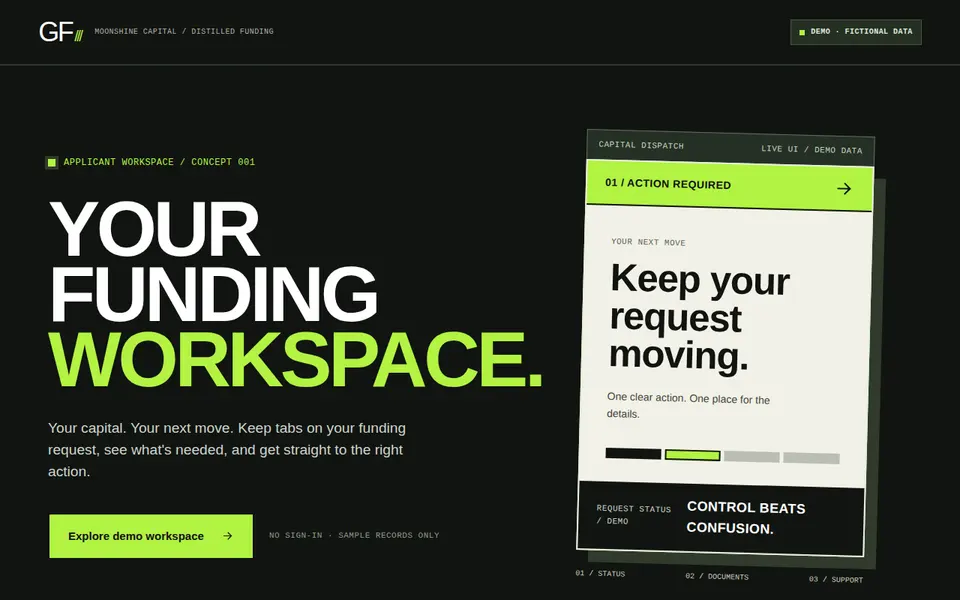 GF///
MOONSHINE CAPITAL / DISTILLED FUNDING
DEMO · FICTIONAL DATA
APPLICANT WORKSPACE / CONCEPT 001
YOUR
FUNDING
WORKSPACE.
Your capital. Your next move. Keep tabs on your funding
request, see what's needed, and get straight to the right
action.
Explore demo workspace →
NO SIGN-IN · SAMPLE RECORDS ONLY
CAPITAL DISPATCH
LIVE UI / DEMO DATA
01 / ACTION REQUIRED →
YOUR NEXT MOVE
Keep your
request
moving.
One clear action. One place for the
details.
REQUEST STATUS
/ DEMO
CONTROL BEATS
CONFUSION.
01 / STATUS
02 / DOCUMENTS
03 / SUPPORT